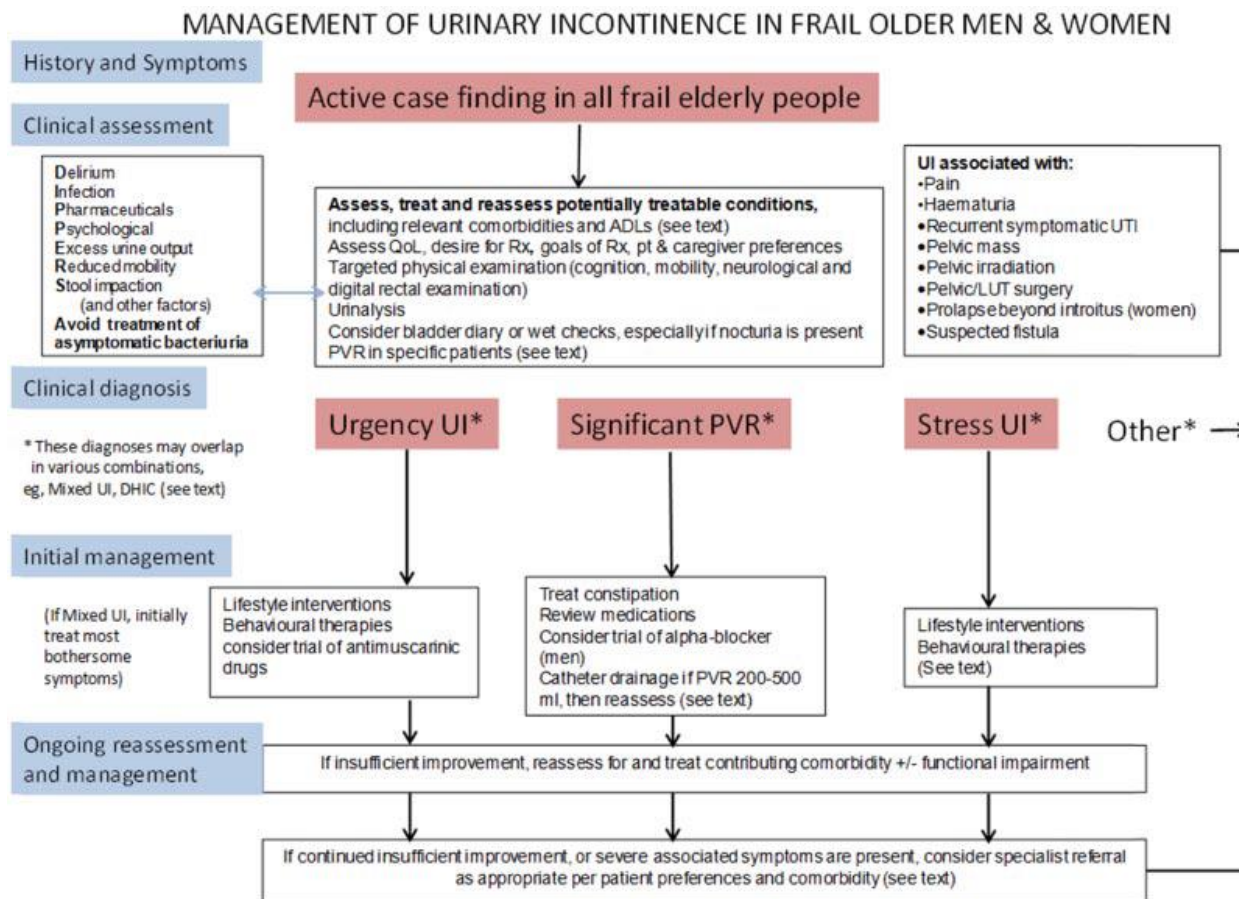 MANAGEMENT OF URINARY INCONTINENCE IN FRAIL OLDER MEN & WOMEN
History and Symptoms
Active case finding in all frail elderly people
Clinical assessment
Delirium
Infection
Pharmaceuticals
Psychological
Excess urine output
Reduced mobility
Stool impaction
(and other factors)
Avoid treatment of
asymptomatic bacteriuria
Assess, treat and reassess potentially treatable conditions,
including relevant comorbidities and ADLs (see text)
Assess QoL, desire for Rx, goals of Rx, pt & caregiver preferences
Targeted physical examination (cognition, mobility, neurological and
digital rectal examination)
Urinalysis
Consider bladder diary or wet checks, especially if nocturia is present
PVR in specific patients (see text)
UI associated with:
•Pain
•Haematuria
•Recurrent symptomatic UTI
•Pelvic mass
•Pelvic irradiation
•Pelvic/LUT surgery
•Prolapse beyond introitus (women)
•Suspected fistula
Clinical diagnosis
* These diagnoses may overlap
in various combinations,
eg, Mixed UI, DHIC (see text)
Urgency UI*
Significant PVR*
Stress UI*
Other*
Initial management
(If Mixed UI, initially
treat most
bothersome
symptoms)
Lifestyle interventions
Behavioural therapies
consider trial of antimuscarinic
drugs
Treat constipation
Review medications
Consider trial of alpha-blocker
(men)
Catheter drainage if PVR 200-500
ml, then reassess (see text)
Lifestyle interventions
Behavioural therapies
(See text)
Ongoing reassessment
and management
If insufficient improvement, reassess for and treat contributing comorbidity +/- functional impairment
If continued insufficient improvement, or severe associated symptoms are present, consider specialist referral
as appropriate per patient preferences and comorbidity (see text)